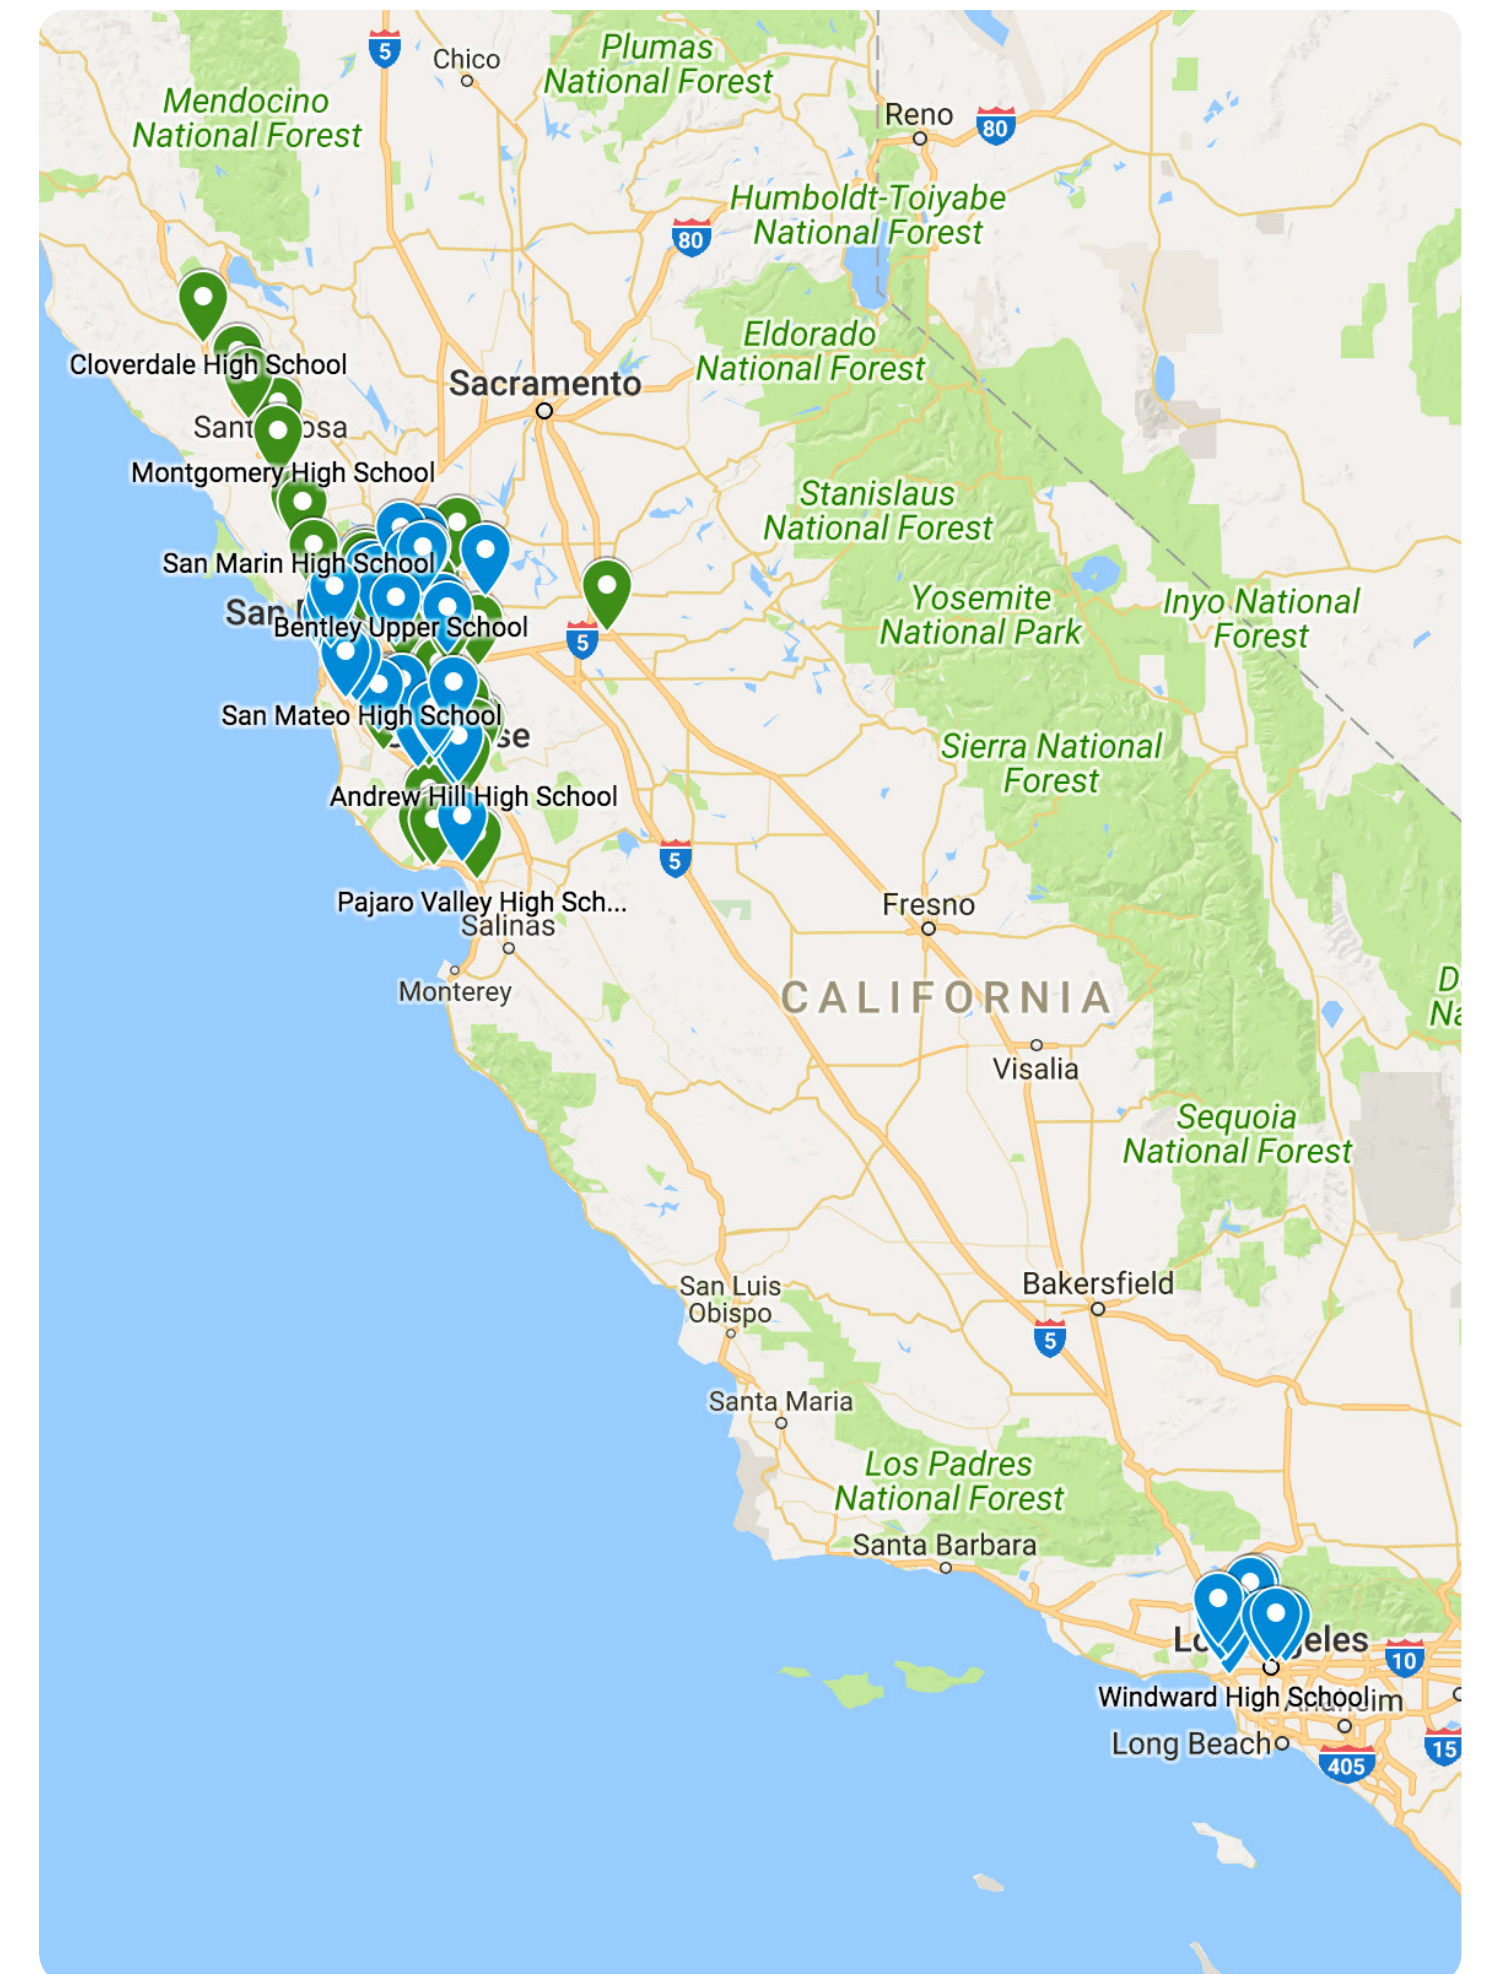 5
Chico
Plumas
National Forest
Mendocino
National Forest
Reno
80
Humboldt-Toiyabe
National Forest
80
Eldorado
National Forest
Cloverdale High School
Sacramento
Montgomery High School
Stanislaus
National Forest
San Marin High School
Yosemite
National Park
Inyo National
Forest
San
Bentley Upper School
5
San Mateo High School
Sierra National
Forest
Andrew Hill High School
5
Pajaro Valley High Sch...
Salinas
Fresno
Monterey
CALIFORNIA
Visalia
Sequoia
National Forest
San Luis
Obispo
Bakersfield
5
Santa Maria
Los Padres
National Forest
Santa Barbara
10
Windward High School
Long Beach
405
15